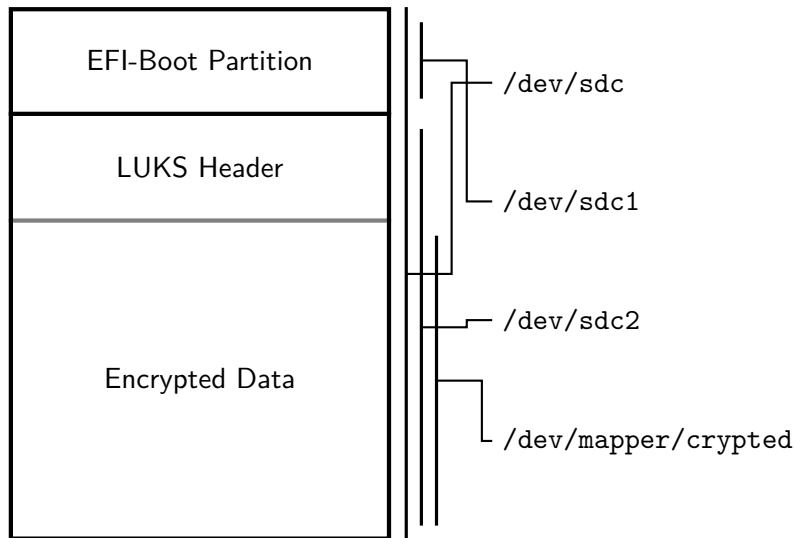 EFI-Boot Partition
LUKS Header
Encrypted Data
/dev/sdc
/dev/sdc1
/dev/sdc2
/dev/mapper/crypted